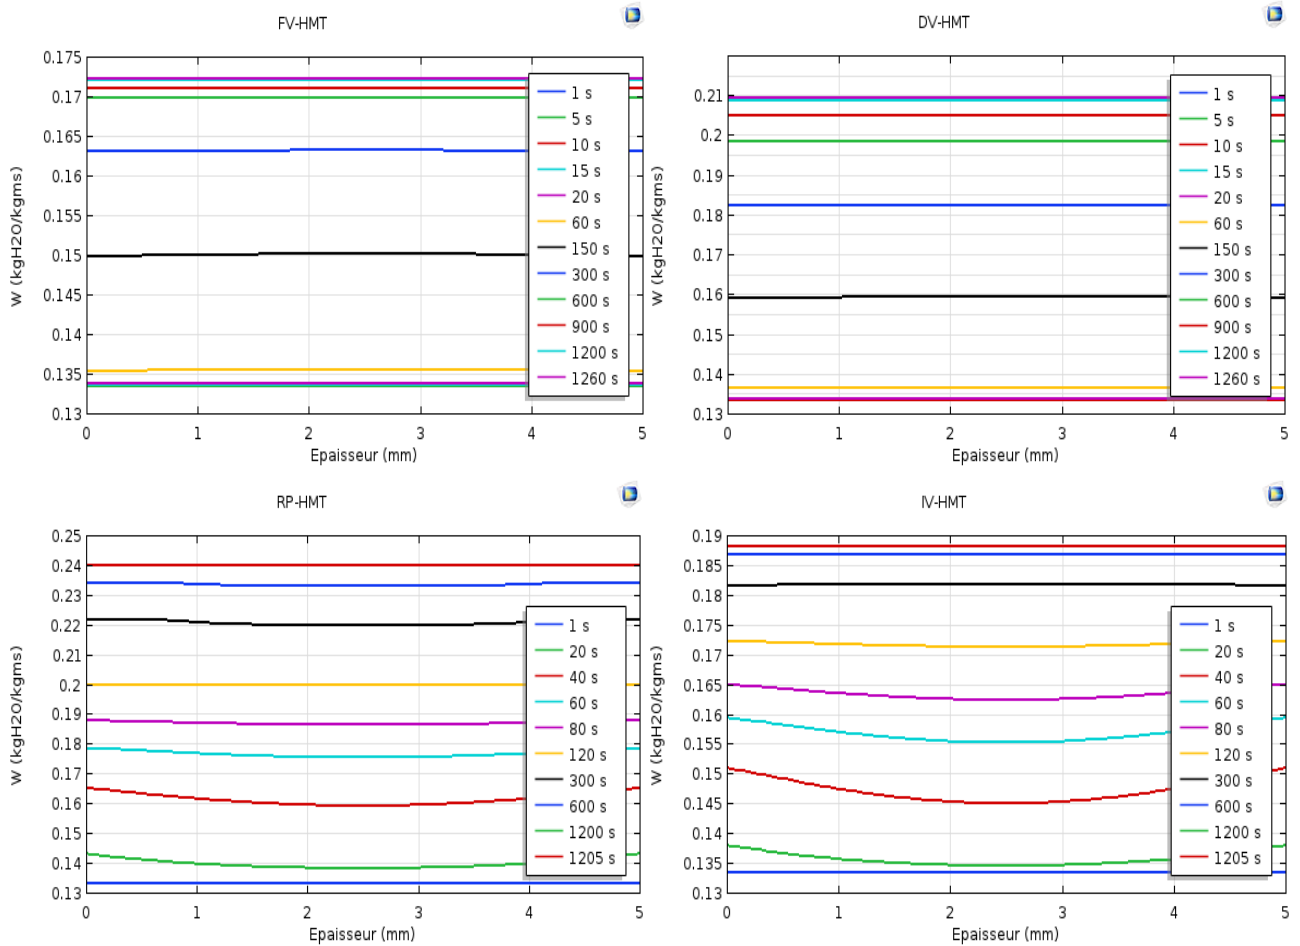 FV-HMT
W (kgH2O/kgms)
0.175
0.17
0.165
0.16
0.155
0.15
0.145
0.14
0.135
0.13
0 1 2 3 4 5
Epaisseur (mm)
1 s
5 s
10 s
15 s
20 s
60 s
150 s
300 s
600 s
900 s
1200 s
1260 s
DV-HMT
W (kgH2O/kgms)
0.21
0.2
0.19
0.18
0.17
0.16
0.15
0.14
0.13
0 1 2 3 4 5
Epaisseur (mm)
1 s
5 s
10 s
15 s
20 s
60 s
150 s
300 s
600 s
900 s
1200 s
1260 s
RP-HMT
W (kgH2O/kgms)
0.25
0.24
0.23
0.22
0.21
0.2
0.19
0.18
0.17
0.16
0.15
0.14
0.13
0 1 2 3 4 5
Epaisseur (mm)
1 s
20 s
40 s
60 s
80 s
120 s
300 s
600 s
1200 s
1205 s
IV-HMT
W (kgH2O/kgms)
0.19
0.185
0.18
0.175
0.17
0.165
0.16
0.155
0.15
0.145
0.14
0.135
0.13
0 1 2 3 4 5
Epaisseur (mm)
1 s
20 s
40 s
60 s
80 s
120 s
300 s
600 s
1200 s
1205 s